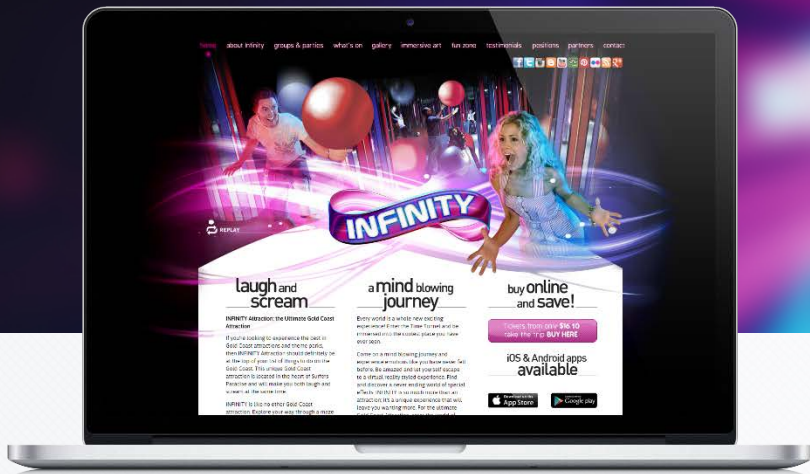 home about infinity groups & parties what's on gallery immersive art fun zone testimonials positions partners contact
INFINITY
REPLAY
laugh and
scream
INFINITY Attraction: the Ultimate Gold Coast
Attraction
If you're looking to experience the best in
Gold Coast attractions and theme parks,
then INFINITY Attraction should definitely be
at the top of your list of things to do on the
Gold Coast. This unique Gold Coast
attraction is located in the heart of Surfers
Paradise and will make you both laugh and
scream at the same time.
INFINITY is like no other Gold Coast
attraction. Explore your way through a maze
a mind blowing
journey
Every world is a whole new exciting
experience! Enter the Time Tunnel and be
immersed into the coolest place you have
ever seen.
Come on a mind blowing journey and
experience emotions like you have never felt
before. Be amazed and let yourself escape
to a virtual reality styled experience. Find
and discover a never ending world of special
effects. INFINITY is so much more than an
attraction: it's a unique experience that will
leave you wanting more. For the ultimate
buy online
and save!
Tickets from only $16.10
take the trip BUY HERE
iOS & Android apps
available
App Store
Google play